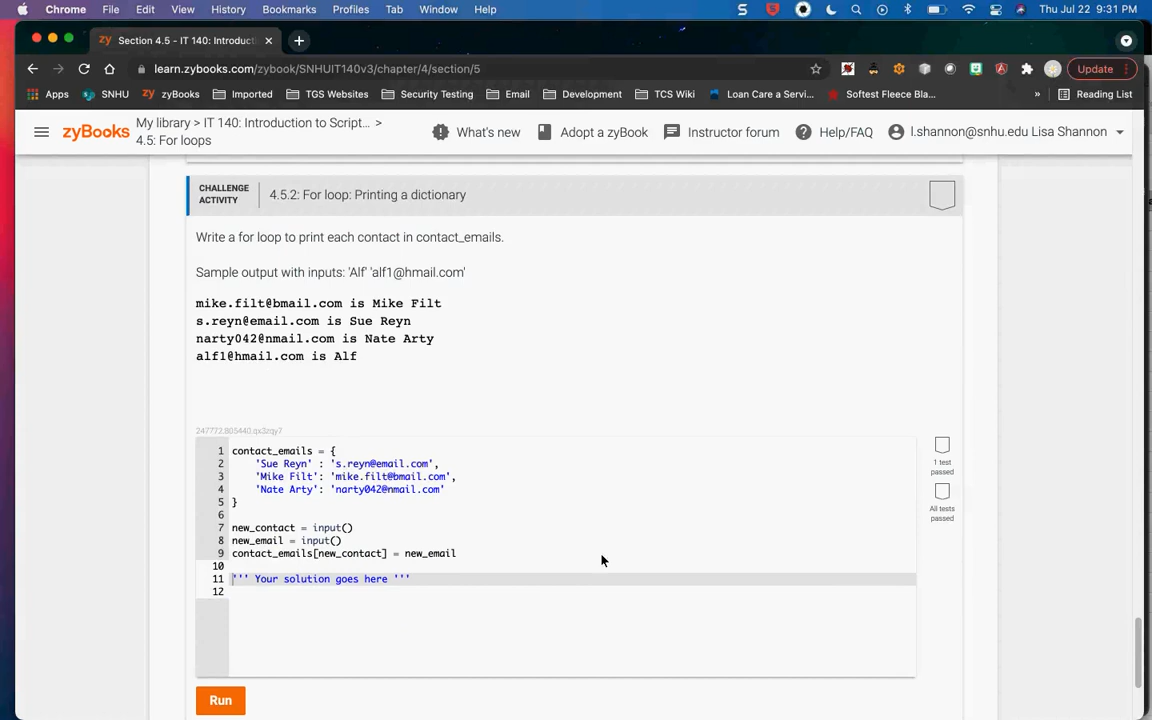 Chrome File Edit View History Bookmarks Profiles Tab Window Help Thu Jul 22 9:31 PM
zy Section 4.5 - IT 140: Introduct
learn.zybooks.com/zybook/SNHUIT140v3/chapter/4/section/5 Update
Apps SNHU zy zyBooks Imported TGS Websites Security Testing Email Development TCS Wiki Loan Care a Servi... Softest Fleece Bla... » Reading List
zyBooks My library > IT 140: Introduction to Script... > What's new Adopt a zyBook Instructor forum Help/FAQ l.shannon@snhu.edu Lisa Shannon
4.5: For loops
CHALLENGE ACTIVITY 4.5.2: For loop: Printing a dictionary
Write a for loop to print each contact in contact_emails.
Sample output with inputs: 'Alf' 'alf1@hmail.com'
mike.filt@bmail.com is Mike Filt
s.reyn@email.com is Sue Reyn
narty042@nmail.com is Nate Arty
alf1@hmail.com is Alf
247772.805440.qx3zqy7
1 contact_emails = {
2 'Sue Reyn' : 's.reyn@email.com',
3 'Mike Filt': 'mike.filt@bmail.com',
4 'Nate Arty': 'narty042@nmail.com'
5 }
6
7 new_contact = input()
8 new_email = input()
9 contact_emails[new_contact] = new_email
10
11 ''' Your solution goes here '''
12
1 test passed
All tests passed
Run